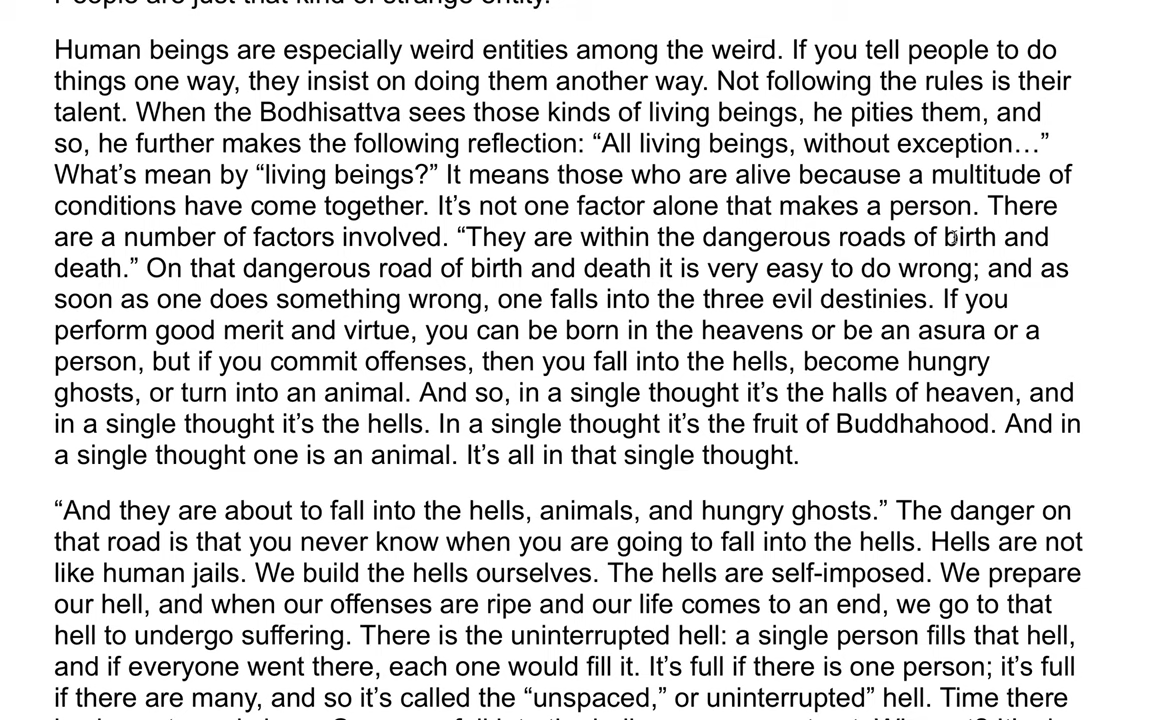 People are just that kind of strange entity.
Human beings are especially weird entities among the weird. If you tell people to do
things one way, they insist on doing them another way. Not following the rules is their
talent. When the Bodhisattva sees those kinds of living beings, he pities them, and
so, he further makes the following reflection: “All living beings, without exception…”
What’s mean by “living beings?” It means those who are alive because a multitude of
conditions have come together. It’s not one factor alone that makes a person. There
are a number of factors involved. “They are within the dangerous roads of birth and
death.” On that dangerous road of birth and death it is very easy to do wrong; and as
soon as one does something wrong, one falls into the three evil destinies. If you
perform good merit and virtue, you can be born in the heavens or be an asura or a
person, but if you commit offenses, then you fall into the hells, become hungry
ghosts, or turn into an animal. And so, in a single thought it’s the halls of heaven, and
in a single thought it’s the hells. In a single thought it’s the fruit of Buddhahood. And in
a single thought one is an animal. It’s all in that single thought.
“And they are about to fall into the hells, animals, and hungry ghosts.” The danger on
that road is that you never know when you are going to fall into the hells. Hells are not
like human jails. We build the hells ourselves. The hells are self-imposed. We prepare
our hell, and when our offenses are ripe and our life comes to an end, we go to that
hell to undergo suffering. There is the uninterrupted hell: a single person fills that hell,
and if everyone went there, each one would fill it. It’s full if there is one person; it’s full
if there are many, and so it’s called the “unspaced,” or uninterrupted” hell. Time there